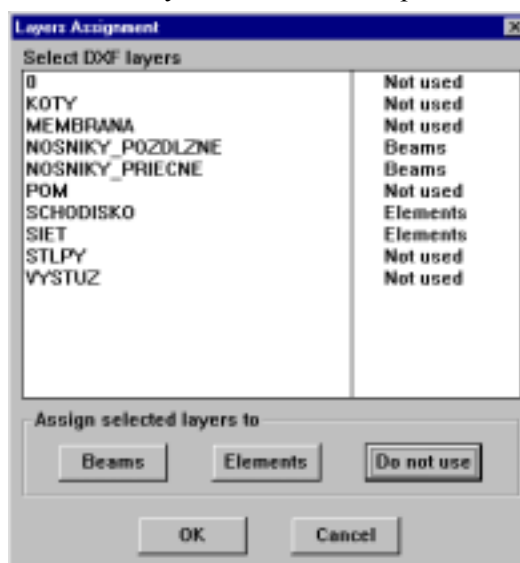 Layers Assignment
Select DXF layers
0 Not used
KOTY Not used
MEMBRANA Not used
NOSNIKY_POZDLZNE Beams
NOSNIKY_PRIECNE Beams
POM Not used
SCHODISKO Elements
SIET Elements
STLPY Not used
VYSTUZ Not used
Assign selected layers to
Beams Elements Do not use
OK Cancel